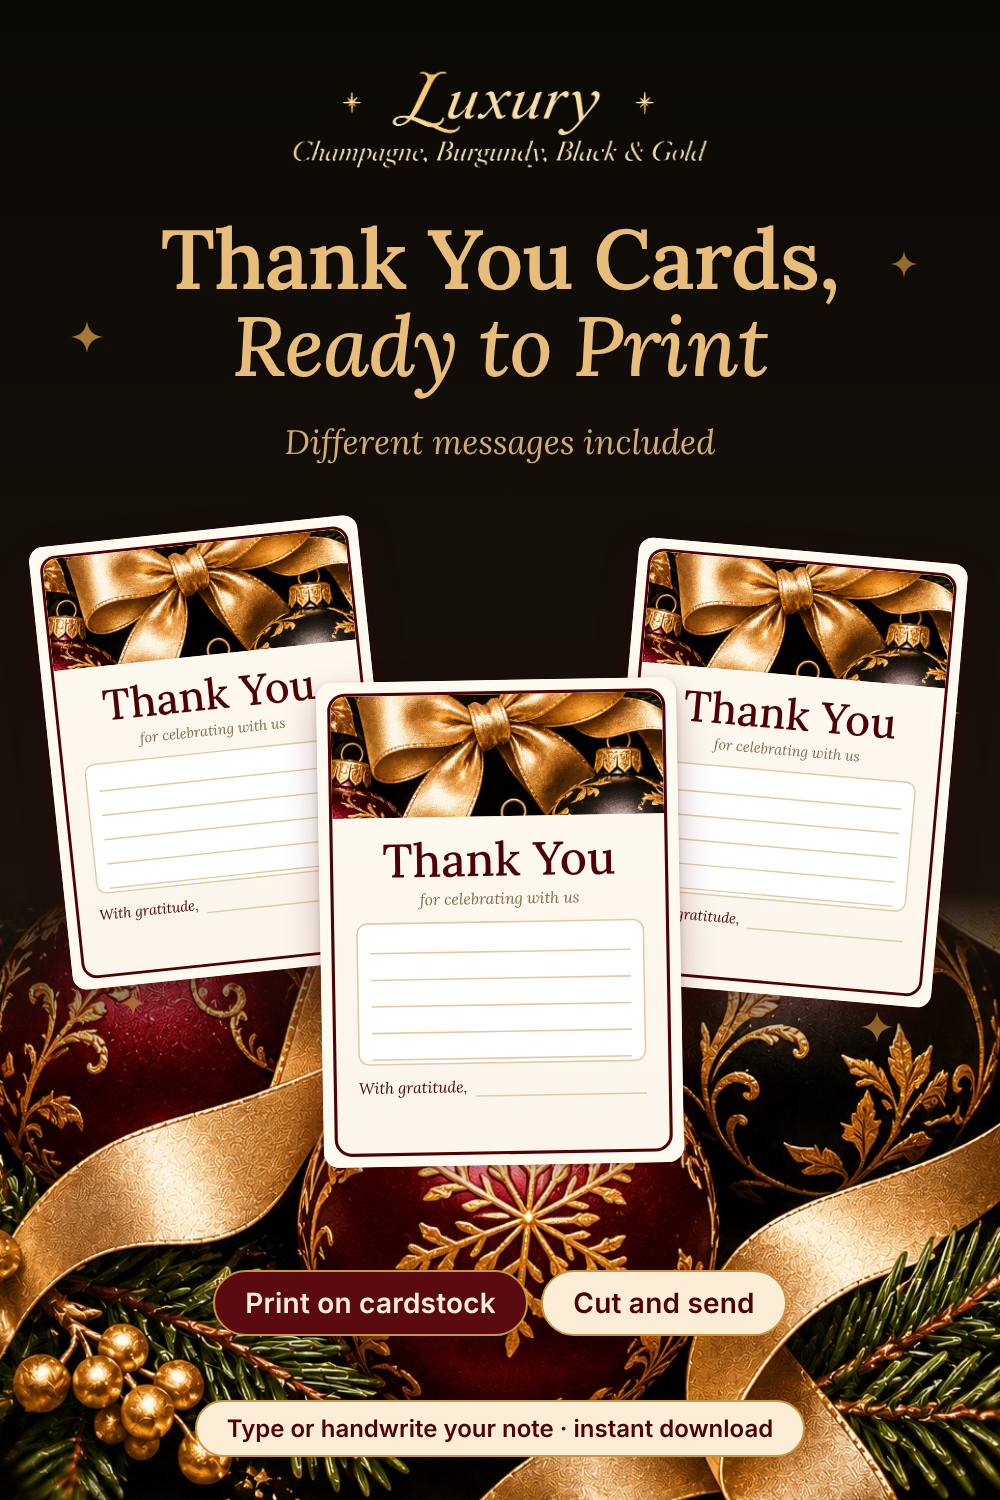 Luxury
Champagne, Burgundy, Black & Gold
Thank You Cards,
Ready to Print
Different messages included
Thank You
for celebrating with us
With gratitude,
Thank You
for celebrating with us
With gratitude,
Thank You
for celebrating with us
gratitude,
Print on cardstock
Cut and send
Type or handwrite your note · instant download